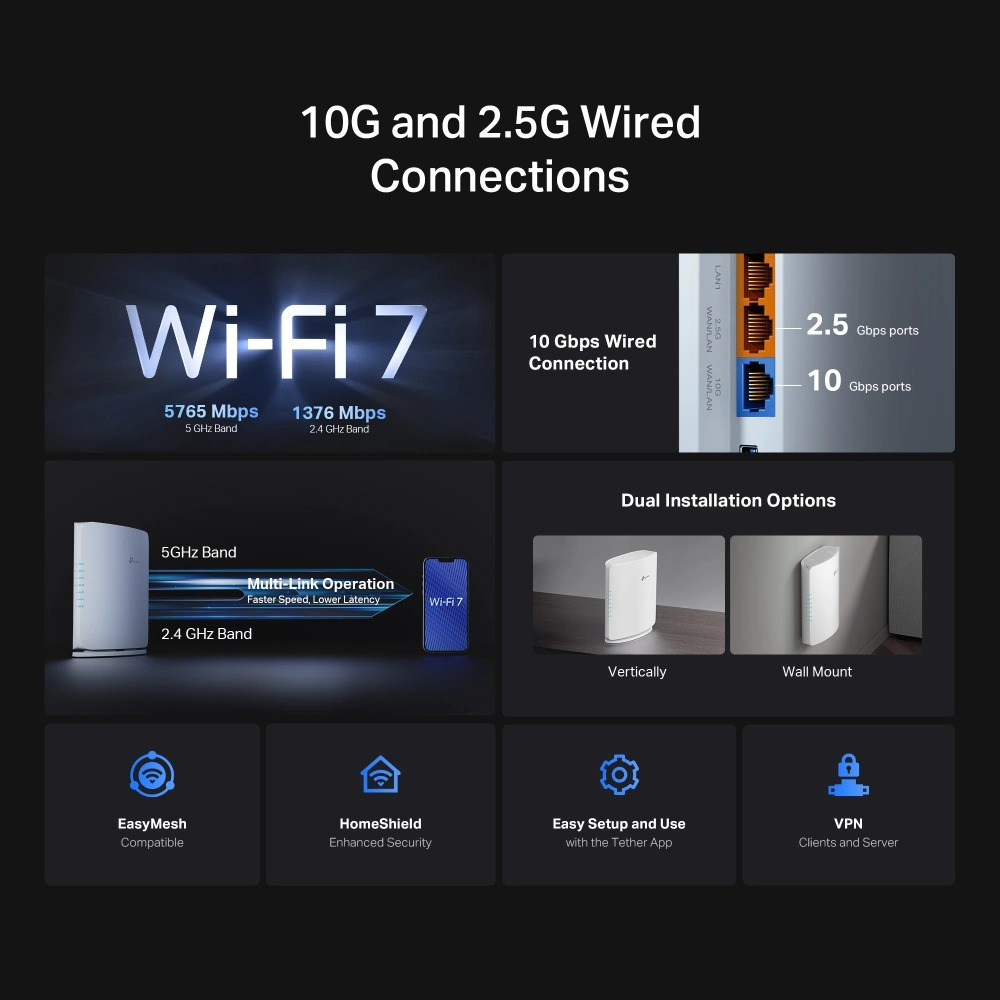 10G and 2.5G Wired
Connections
Wi-Fi 7
5765 Mbps
5 GHz Band
1376 Mbps
2.4 GHz Band
10 Gbps Wired
Connection
LAN1
2.5G
WAN/LAN
10G
WAN/LAN
2.5 Gbps ports
10 Gbps ports
5GHz Band
Multi-Link Operation
Faster Speed, Lower Latency
2.4 GHz Band
Wi-Fi 7
Dual Installation Options
Vertically
Wall Mount
EasyMesh
Compatible
HomeShield
Enhanced Security
Easy Setup and Use
with the Tether App
VPN
Clients and Server